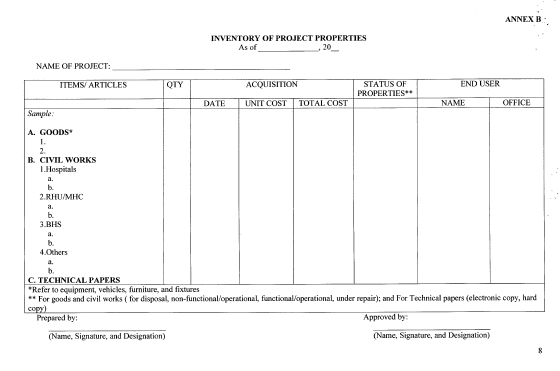 ANNEX B
INVENTORY OF PROJECT PROPERTIES
As of ______________, 20__
NAME OF PROJECT: ______________________________
ITEMS/ ARTICLES QTY ACQUISITION STATUS OF PROPERTIES** END USER
DATE UNIT COST TOTAL COST NAME OFFICE
Sample:
A. GOODS*
1.
2.
B. CIVIL WORKS
1.Hospitals
a.
b.
2.RHU/MHC
a.
b.
3.BHS
a.
b.
4.Others
a.
b.
C. TECHNICAL PAPERS
*Refer to equipment, vehicles, furniture, and fixtures
** For goods and civil works ( for disposal, non-functional/operational, functional/operational, under repair); and For Technical papers (electronic copy, hard
copy)
Prepared by: Approved by:
(Name, Signature, and Designation) (Name, Signature, and Designation)
8